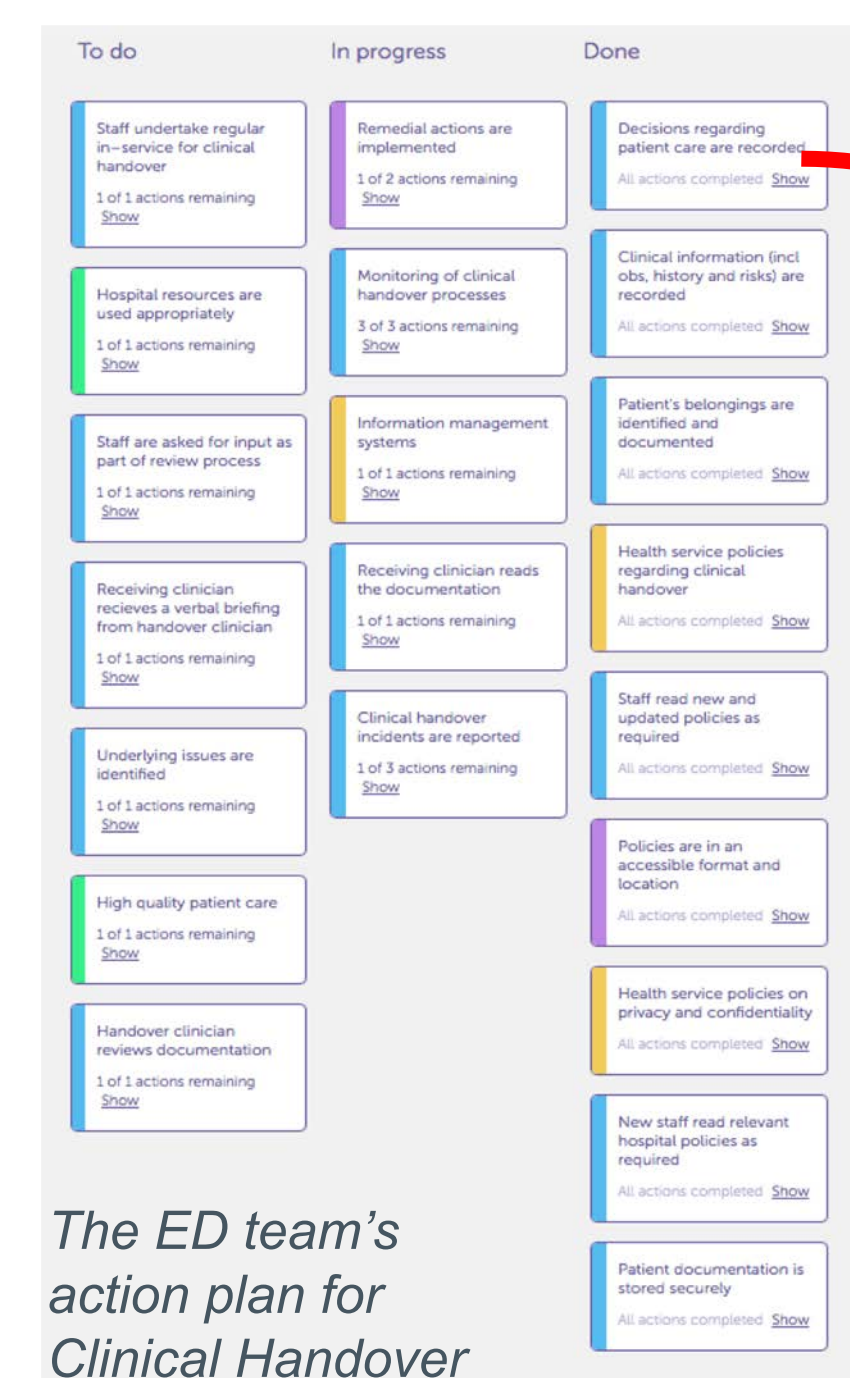 To do
Staff undertake regular
in-service for clinical
handover
1 of 1 actions remaining
Show
Hospital resources are
used appropriately
1 of 1 actions remaining
Show
Staff are asked for input as
part of review process
1 of 1 actions remaining
Show
Receiving clinician
recieves a verbal briefing
from handover clinician
1 of 1 actions remaining
Show
Underlying issues are
identified
1 of 1 actions remaining
Show
High quality patient care
1 of 1 actions remaining
Show
Handover clinician
reviews documentation
1 of 1 actions remaining
Show
In progress
Remedial actions are
implemented
1 of 2 actions remaining
Show
Monitoring of clinical
handover processes
3 of 3 actions remaining
Show
Information management
systems
1 of 1 actions remaining
Show
Receiving clinician reads
the documentation
1 of 1 actions remaining
Show
Clinical handover
incidents are reported
1 of 3 actions remaining
Show
Done
Decisions regarding
patient care are recorded
All actions completed Show
Clinical information (incl
obs, history and risks) are
recorded
All actions completed Show
Patient's belongings are
identified and
documented
All actions completed Show
Health service policies
regarding clinical
handover
All actions completed Show
Staff read new and
updated policies as
required
All actions completed Show
Policies are in an
accessible format and
location
All actions completed Show
Health service policies on
privacy and confidentiality
All actions completed Show
New staff read relevant
hospital policies as
required
All actions completed Show
Patient documentation is
stored securely
All actions completed Show
The ED team's
action plan for
Clinical Handover